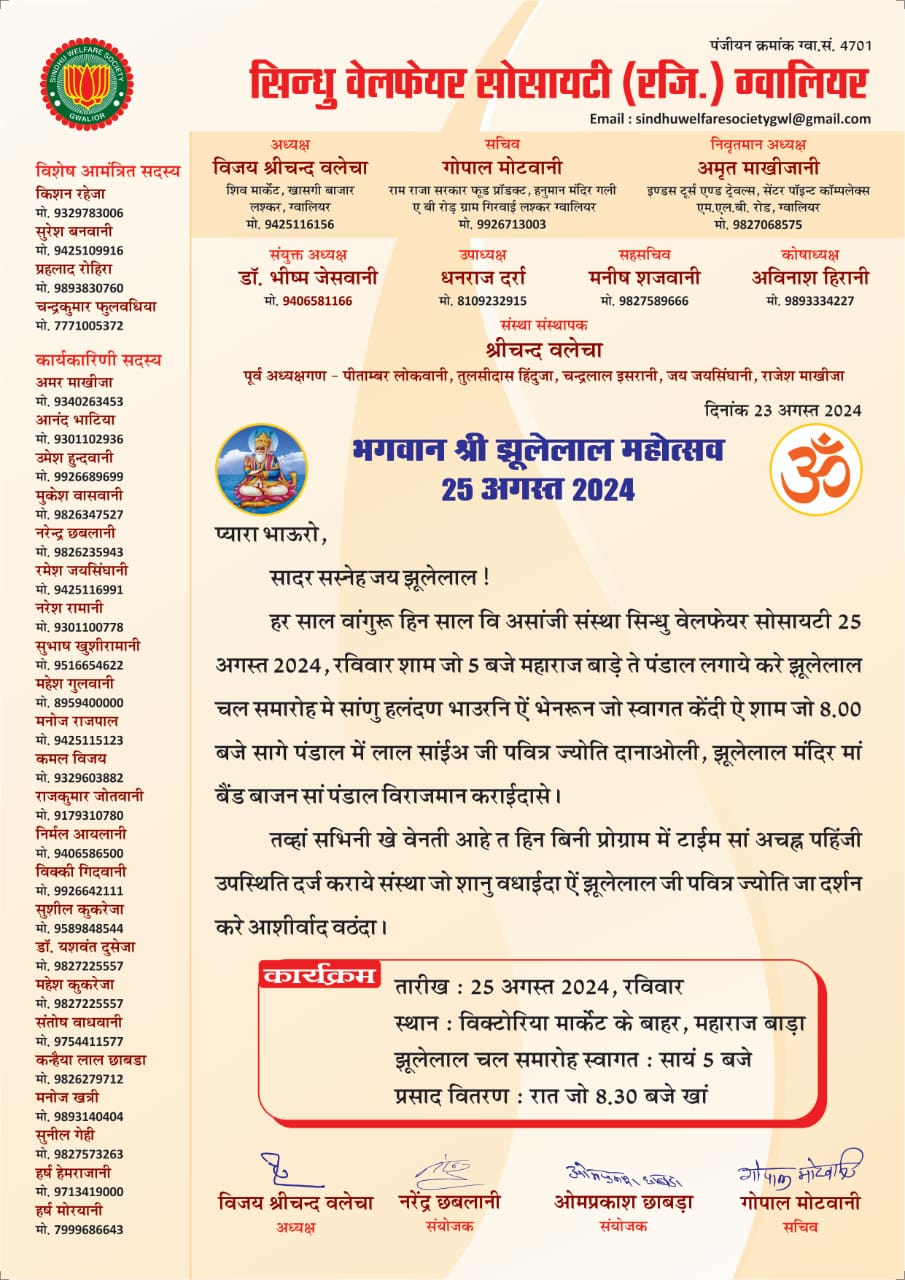 पंजीयन क्रमांक ग्वा.सं. 4701
SINDHU WELFARE SOCIETY
GWALIOR
सिन्धु वेलफेयर सोसायटी (रजि.) ग्वालियर
Email : sindhuwelfaresocietygwl@gmail.com
अध्यक्ष
विजय श्रीचन्द वलेचा
शिव मार्केट, खासगी बाजार
लश्कर, ग्वालियर
मो. 9425116156
सचिव
गोपाल मोटवानी
राम राजा सरकार फूड प्रॉडक्ट, हनुमान मंदिर गली
ए बी रोड़ ग्राम गिरवाई लश्कर ग्वालियर
मो. 9926713003
निवृतमान अध्यक्ष
अमृत माखीजानी
इण्डस टूर्स एण्ड ट्रेवल्स, सेंटर पॉइन्ट कॉम्पलेक्स
एम.एल.बी. रोड, ग्वालियर
मो. 9827068575
संयुक्त अध्यक्ष
डॉ. भीष्म जेसवानी
मो. 9406581166
उपाध्यक्ष
धनराज दर्रा
मो. 8109232915
सहसचिव
मनीष शजवानी
मो. 9827589666
कोषाध्यक्ष
अविनाश हिरानी
मो. 9893334227
संस्था संस्थापक
श्रीचन्द वलेचा
पूर्व अध्यक्षगण – पीताम्बर लोकवानी, तुलसीदास हिंदुजा, चन्द्रलाल इसरानी, जय जयसिंघानी, राजेश माखीजा
विशेष आमंत्रित सदस्य
किशन रहेजा
मो. 9329783006
सुरेश बनवानी
मो. 9425109916
प्रहलाद रोहिरा
मो. 9893830760
चन्द्रकुमार फुलवधिया
मो. 7771005372
कार्यकारिणी सदस्य
अमर माखीजा
मो. 9340263453
आनंद भाटिया
मो. 9301102936
उमेश हुन्दवानी
मो. 9926689699
मुकेश वासवानी
मो. 9826347527
नरेन्द्र छबलानी
मो. 9826235943
रमेश जयसिंघानी
मो. 9425116991
नरेश रामानी
मो. 9301100778
सुभाष खुशीरामानी
मो. 9516654622
महेश गुलवानी
मो. 8959400000
मनोज राजपाल
मो. 9425115123
कमल विजय
मो. 9329603882
राजकुमार जोतवानी
मो. 9179310780
निर्मल आयलानी
मो. 9406586500
विक्की गिदवानी
मो. 9926642111
सुशील कुकरेजा
मो. 9589848544
डॉ. यशवंत दुसेजा
मो. 9827225557
महेश कुकरेजा
मो. 9827225557
संतोष वाधवानी
मो. 9754411577
कन्हैया लाल छाबडा
मो. 9826279712
मनोज खत्री
मो. 9893140404
सुनील गेही
मो. 9827573263
हर्ष हेमराजानी
मो. 9713419000
हर्ष मोरयानी
मो. 7999686643
दिनांक 23 अगस्त 2024
भगवान श्री झूलेलाल महोत्सव
25 अगस्त 2024
ॐ
प्यारा भाऊरो,
सादर सस्नेह जय झूलेलाल !
हर साल वांगुरू हिन साल वि असांजी संस्था सिन्धु वेलफेयर सोसायटी 25
अगस्त 2024, रविवार शाम जो 5 बजे महाराज बाड़े ते पंडाल लगाये करे झूलेलाल
चल समारोह मे सांणु हलंदण भाउरनि ऐं भेनरून जो स्वागत केंदी ऐ शाम जो 8.00
बजे सागे पंडाल में लाल सांईअ जी पवित्र ज्योति दानाओली, झूलेलाल मंदिर मां
बैंड बाजन सां पंडाल विराजमान कराईदासे।
तव्हां सभिनी खे वेनती आहे त हिन बिनी प्रोग्राम में टाईम सां अचह्न पहिंजी
उपस्थिति दर्ज कराये संस्था जो शानु वधाईदा ऐं झूलेलाल जी पवित्र ज्योति जा दर्शन
करे आशीर्वाद वठंदा।
कार्यक्रम
तारीख : 25 अगस्त 2024, रविवार
स्थान : विक्टोरिया मार्केट के बाहर, महाराज बाड़ा
झूलेलाल चल समारोह स्वागत : सायं 5 बजे
प्रसाद वितरण : रात जो 8.30 बजे खां
ओमप्रकाश छाबड़ा
गोपाल मोटवानी
विजय श्रीचन्द वलेचा
अध्यक्ष
नरेंद्र छबलानी
संयोजक
ओमप्रकाश छाबड़ा
संयोजक
गोपाल मोटवानी
सचिव